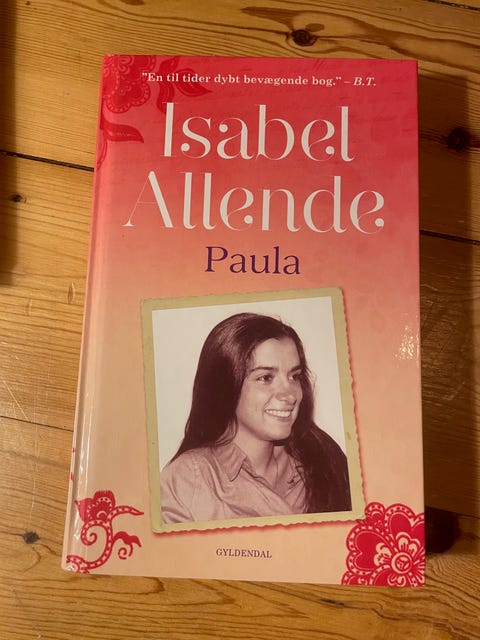 ”En til tider dybt bevægende bog.” – B.T.
Isabel
Allende
Paula
GYLDENDAL